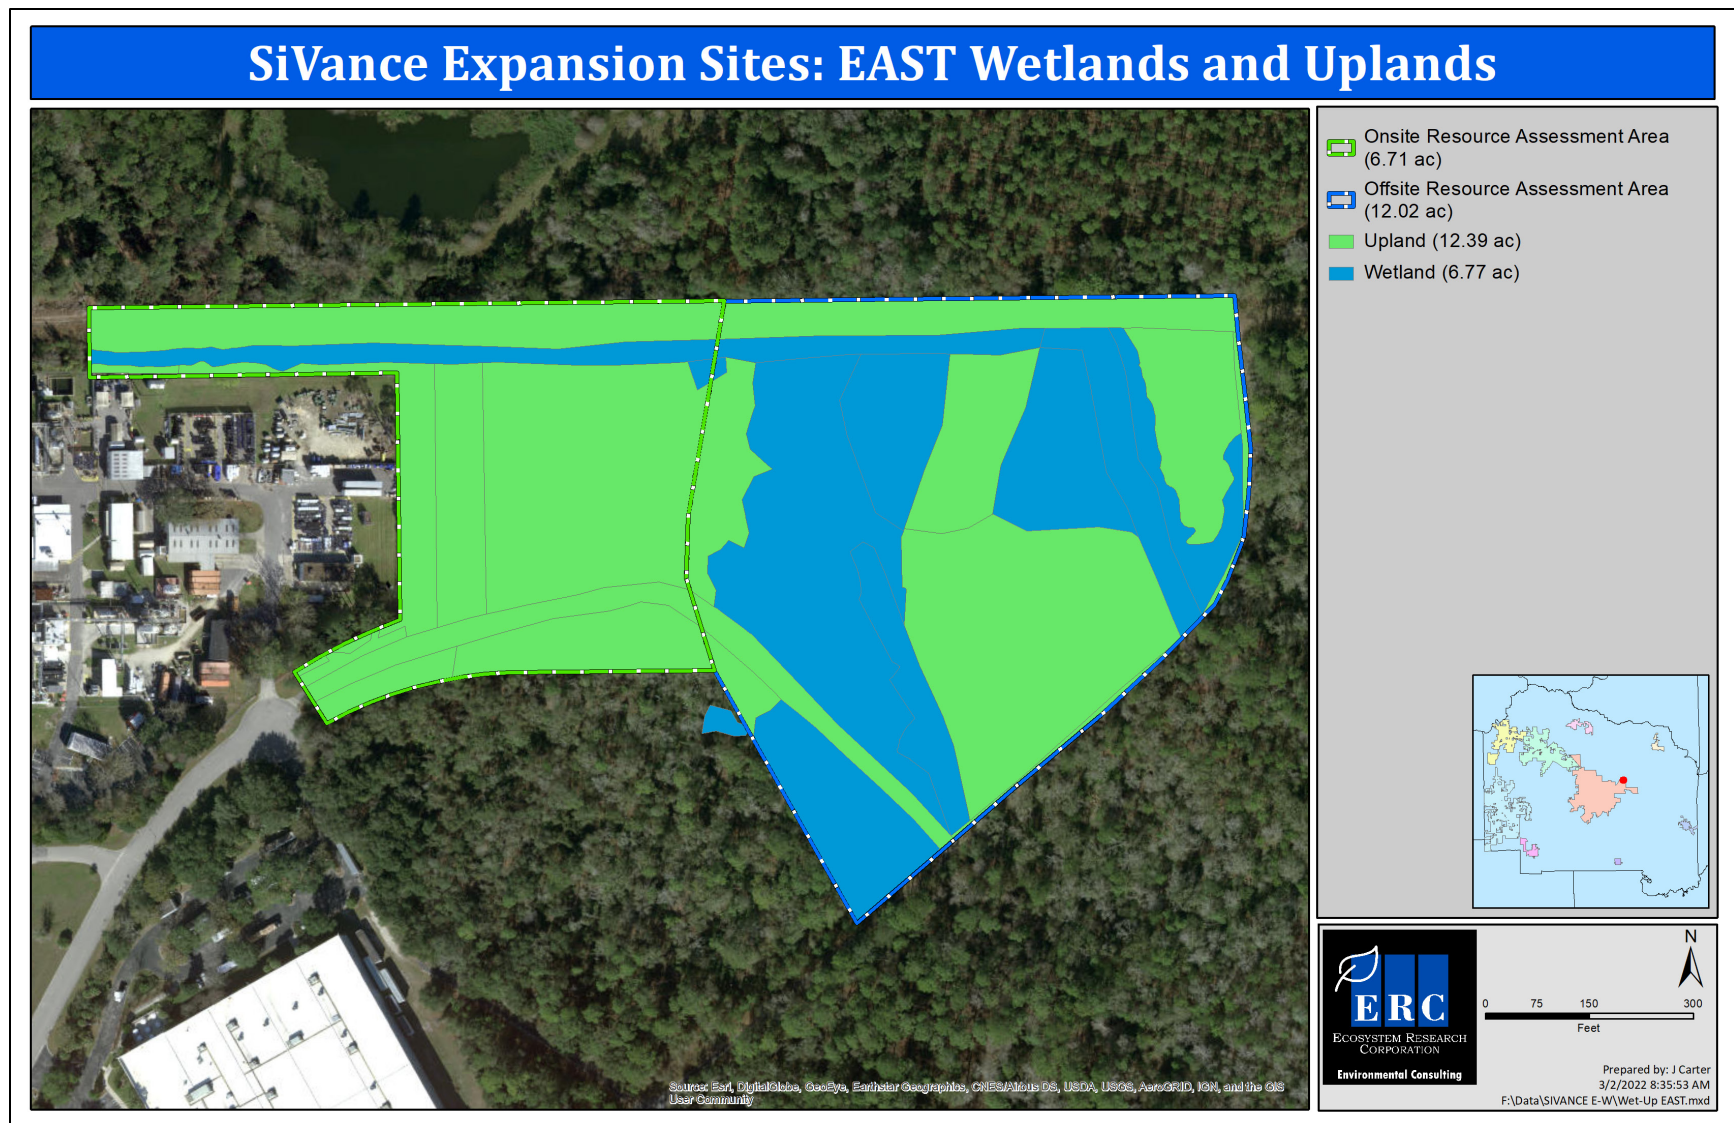 SiVance Expansion Sites: EAST Wetlands and Uplands
Onsite Resource Assessment Area
(6.71 ac)
Offsite Resource Assessment Area
(12.02 ac)
Upland (12.39 ac)
Wetland (6.77 ac)
Source: Esri, DigitalGlobe, GeoEye, Earthstar Geographics, CNES/Airbus DS, USDA, USGS, AeroGRID, IGN, and the GIS
User Community
ERC
ECOSYSTEM RESEARCH
CORPORATION
Environmental Consulting
N
0 75 150 300
Feet
Prepared by: J Carter
3/2/2022 8:35:53 AM
F:\Data\SIVANCE E-W\Wet-Up EAST.mxd